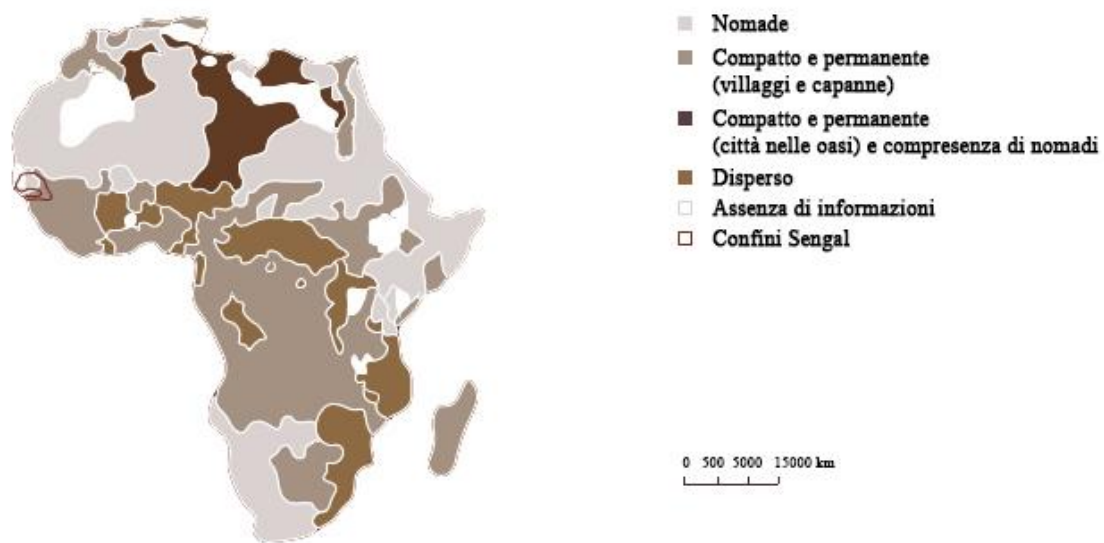 Nomade
Compatto e permanente
(villaggi e capanne)
Compatto e permanente
(città nelle oasi) e compresenza di nomadi
Disperso
Assenza di informazioni
Confini Sengal
0 500 5000 15000 km